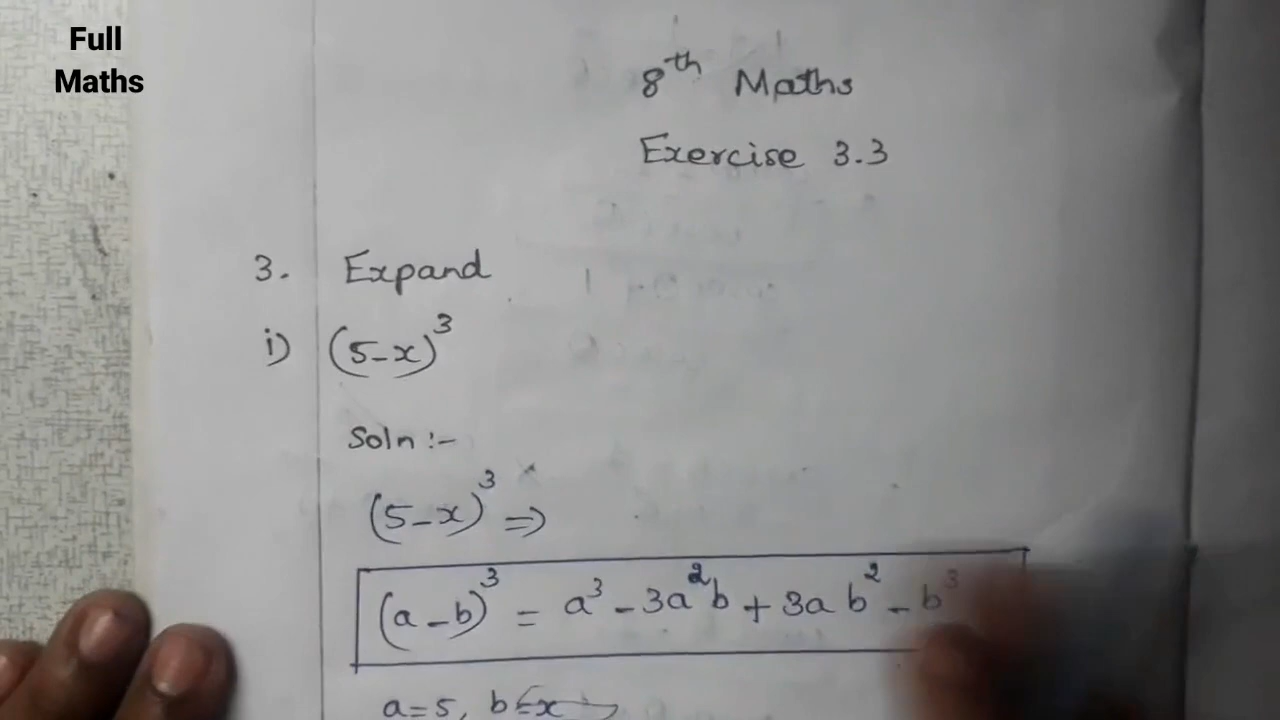 Full
Maths
8th Maths
Exercise 3.3
3. Expand
i) (5-x)³
Soln :-
(5-x)³ ⇒
(a-b)³ = a³ - 3a²b + 3ab² - b³
a=5, b=x